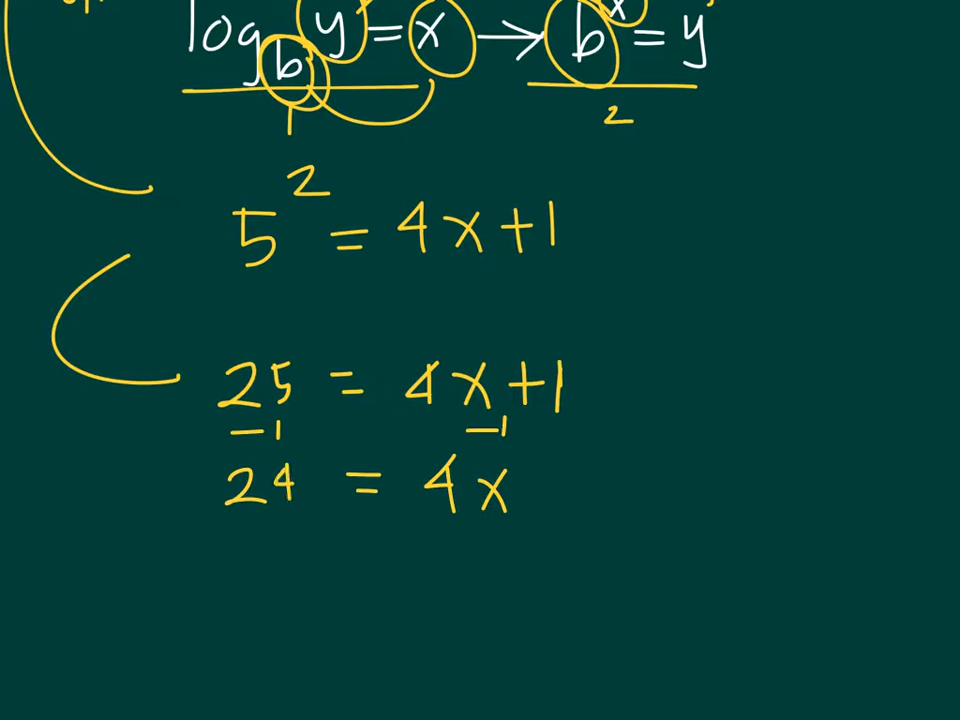 log_b y = x → b^x = y
1 2
5^2 = 4x+1
25 = 4x+1
-1 -1
24 = 4x